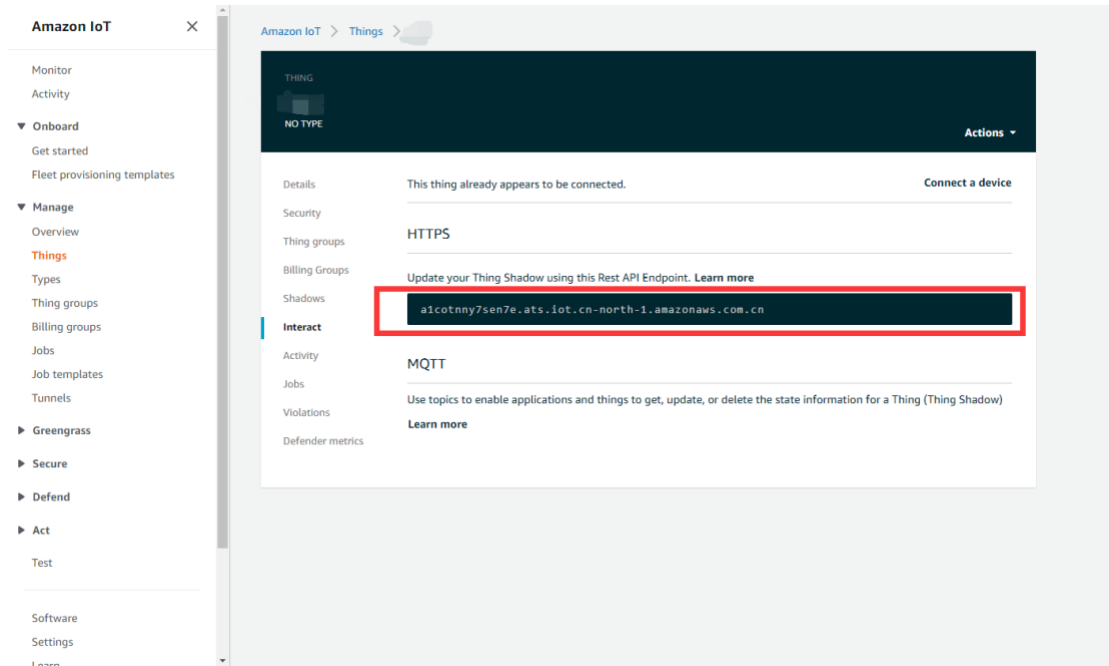 Amazon IoT
Monitor
Activity
Onboard
Get started
Fleet provisioning templates
Manage
Overview
Things
Types
Thing groups
Billing groups
Jobs
Job templates
Tunnels
Greengrass
Secure
Defend
Act
Test
Software
Settings
Learn
Amazon IoT > Things >
THING
NO TYPE
Actions
Details
Security
Thing groups
Billing Groups
Shadows
Interact
Activity
Jobs
Violations
Defender metrics
This thing already appears to be connected.
Connect a device
HTTPS
Update your Thing Shadow using this Rest API Endpoint. Learn more
a1cotnny7sen7e.ats.iot.cn-north-1.amazonaws.com.cn
MQTT
Use topics to enable applications and things to get, update, or delete the state information for a Thing (Thing Shadow)
Learn more